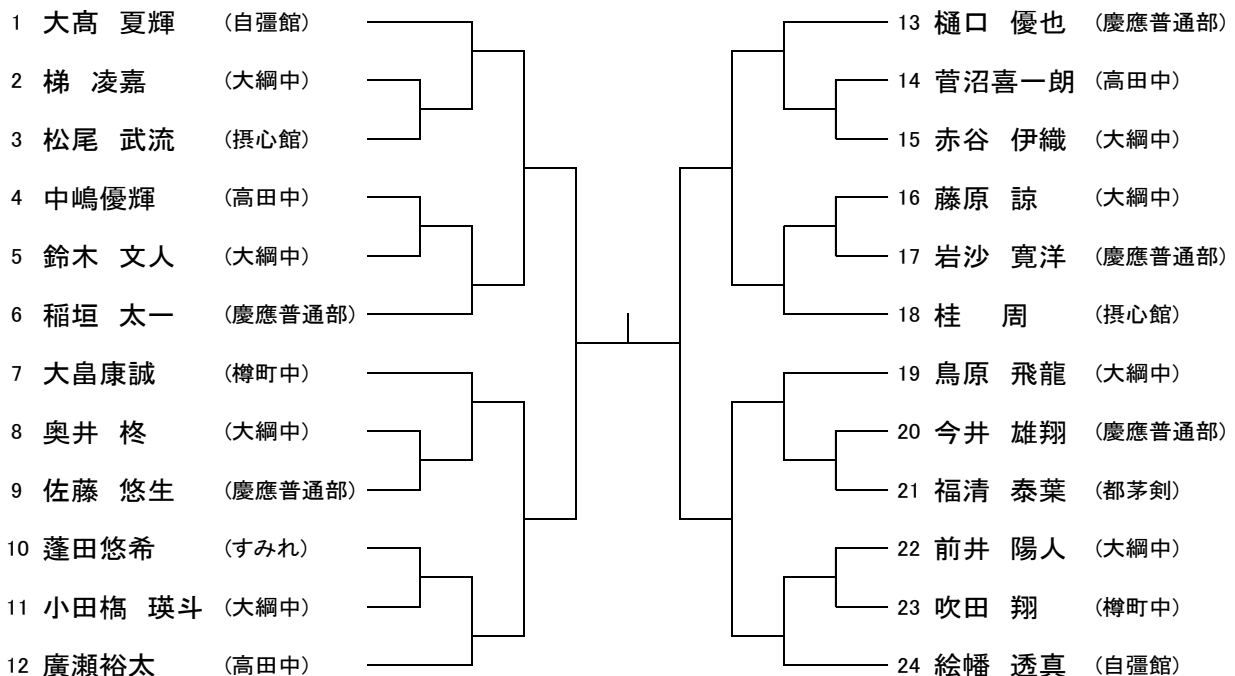 1 大髙 夏輝 (自彊館)
2 梯 凌嘉 (大綱中)
3 松尾 武流 (摂心館)
4 中嶋優輝 (高田中)
5 鈴木 文人 (大綱中)
6 稲垣 太一 (慶應普通部)
7 大畠康誠 (樽町中)
8 奥井 柊 (大綱中)
9 佐藤 悠生 (慶應普通部)
10 蓬田悠希 (すみれ)
11 小田檇 瑛斗 (大綱中)
12 廣瀬裕太 (高田中)
13 樋口 優也 (慶應普通部)
14 菅沼喜一朗 (高田中)
15 赤谷 伊織 (大綱中)
16 藤原 諒 (大綱中)
17 岩沙 寛洋 (慶應普通部)
18 桂 周 (摂心館)
19 鳥原 飛龍 (大綱中)
20 今井 雄翔 (慶應普通部)
21 福清 泰葉 (都茅剣)
22 前井 陽人 (大綱中)
23 吹田 翔 (樽町中)
24 絵幡 透真 (自彊館)